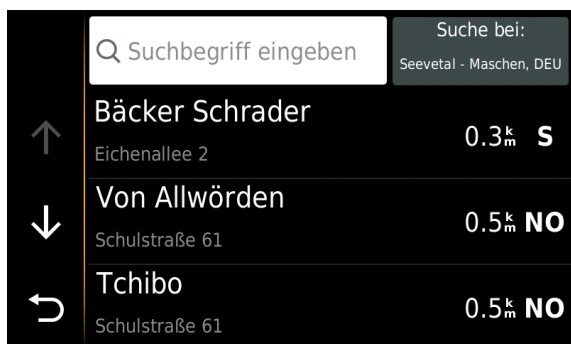 Suchbegriff eingeben
Suche bei:
Seevetal - Maschen, DEU
Bäcker Schrader
Eichenallee 2
0.3km S
Von Allwörden
Schulstraße 61
0.5km NO
Tchibo
Schulstraße 61
0.5km NO